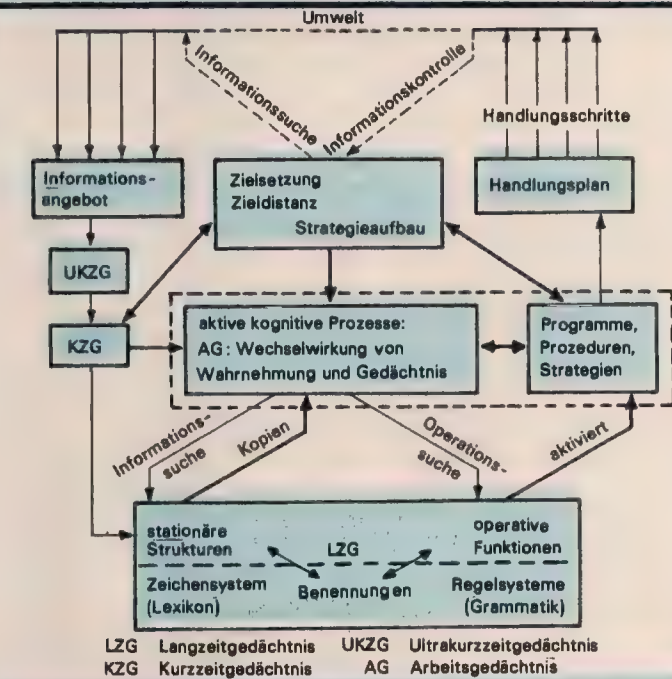 Umwelt
Informationssuche
Informationskontrolle
Handlungsschritte
Informations-
angebot
Zielsetzung
Zieldistanz
Strategieaufbau
Handlungsplan
UKZG
KZG
aktive kognitive Prozesse:
AG: Wechselwirkung von
Wahrnehmung und Gedächtnis
Programme,
Prozeduren,
Strategien
Informations-
suche
Kopien
Operations-
suche
aktiviert
stationäre
Strukturen
LZG
operative
Funktionen
Zeichensystem
(Lexikon)
Benennungen
Regelsysteme
(Grammatik)
LZG Langzeitgedächtnis UKZG Ultrakurzzeitgedächtnis
KZG Kurzzeitgedächtnis AG Arbeitsgedächtnis